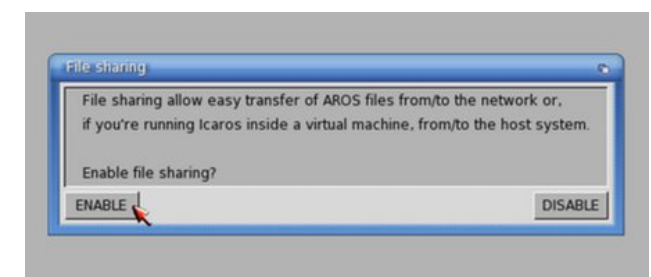 File sharing
File sharing allow easy transfer of AROS files from/to the network or,
if you're running Icaros inside a virtual machine, from/to the host system.
Enable file sharing?
ENABLE
DISABLE